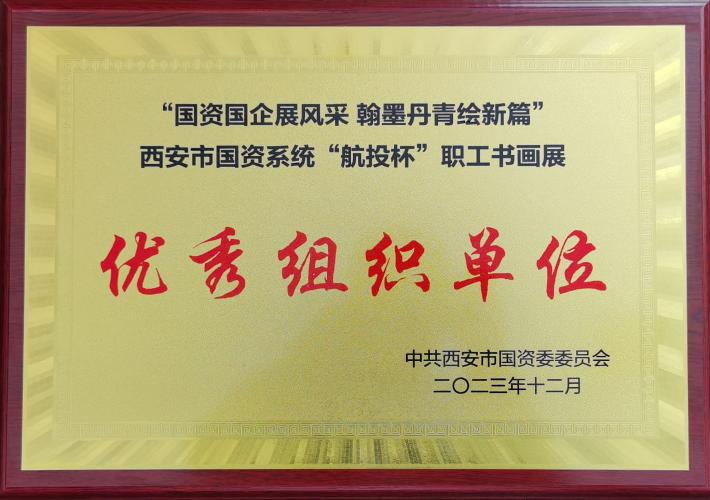 “国资国企展风采 翰墨丹青绘新篇”
西安市国资系统“航投杯”职工书画展
优秀组织单位
中共西安市国资委委员会
二〇二三年十二月